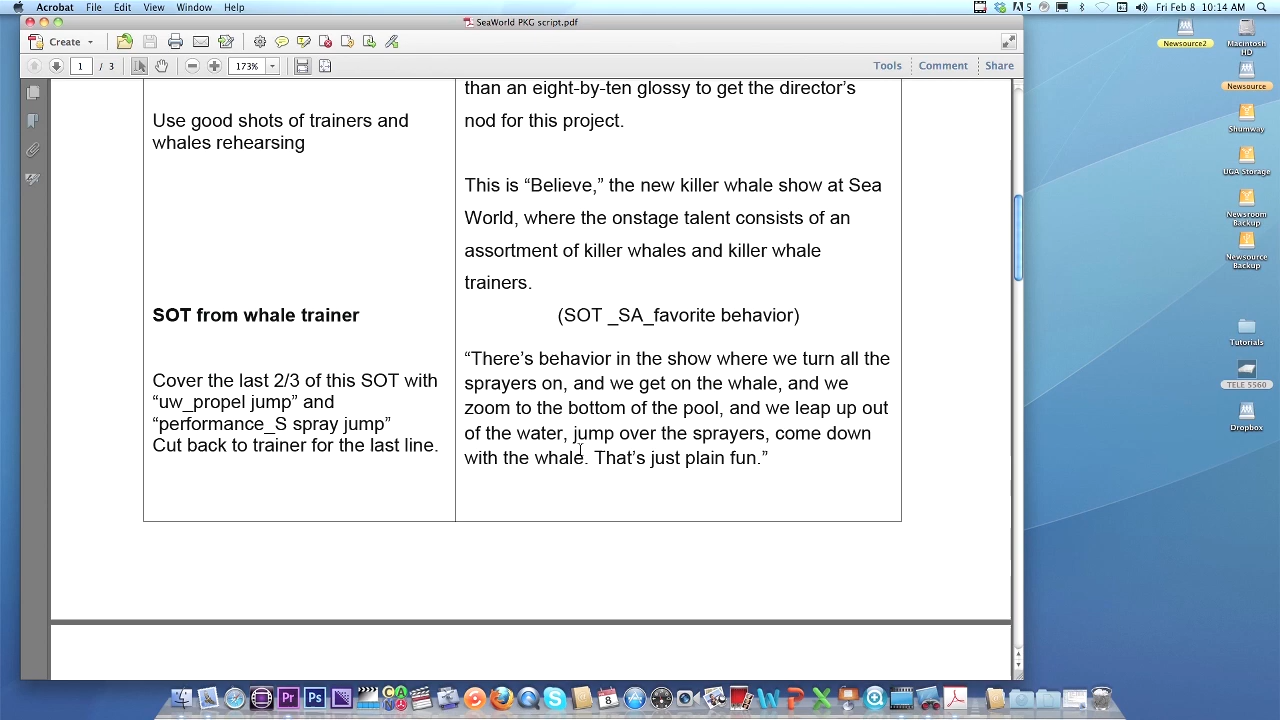 Acrobat File Edit View Window Help
5 Fri Feb 8 10:14 AM
SeaWorld PKG script.pdf
Create
1 / 3 173% Tools Comment Share
than an eight-by-ten glossy to get the director’s
Use good shots of trainers and
whales rehearsing
nod for this project.
This is “Believe,” the new killer whale show at Sea
World, where the onstage talent consists of an
assortment of killer whales and killer whale
trainers.
SOT from whale trainer
(SOT _SA_favorite behavior)
Cover the last 2/3 of this SOT with
“uw_propel jump” and
“performance_S spray jump”
Cut back to trainer for the last line.
“There’s behavior in the show where we turn all the
sprayers on, and we get on the whale, and we
zoom to the bottom of the pool, and we leap up out
of the water, jump over the sprayers, come down
with the whale. That’s just plain fun.”
Newsource2
Macintosh
HD
Newsource
Shumway
UGA Storage
Newsroom
Backup
Newsource
Backup
Tutorials
TELE 5560
Dropbox
Pr
Ps
8